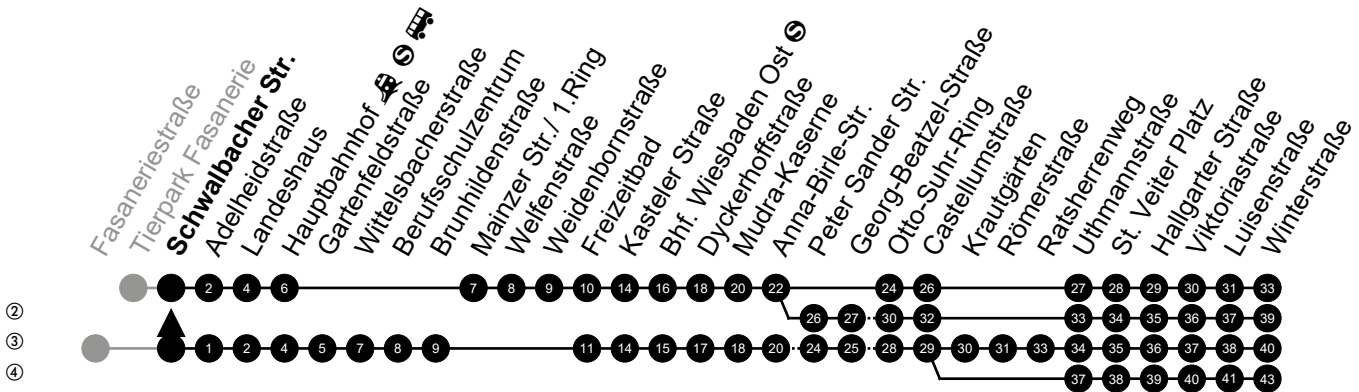 Fasaneriestraße
Tierpark Fasanerie
Schwalbacher Str.
Adelheidstraße
Landeshaus
Hauptbahnhof S
Gartenfeldstraße
Wittelsbacherstraße
Berufsschulzentrum
Brunhildenstraße
Mainzer Str./ 1.Ring
Welfenstraße
Weidenbornstraße
Freizeitbad
Kasteler Straße
Bhf. Wiesbaden Ost S
Dyckerhoffstraße
Mudra-Kaserne
Anna-Birle-Str.
Peter Sander Str.
Georg-Beatzel-Straße
Otto-Suhr-Ring
Castellumstraße
Krautgärten
Römerstraße
Ratsherrenweg
Uthmannstraße
St. Veiter Platz
Hallgarter Straße
Viktoriastraße
Luisenstraße
Winterstraße
2 4 6 7 8 9 10 14 16 18 20 22 24 26 27 28 29 30 31 33
② 26 27 30 32 33 34 35 36 37 39
③ 1 2 4 5 7 8 9 11 14 15 17 18 20 24 25 28 29 30 31 33 34 35 36 37 38 40
④ 37 38 39 40 41 43